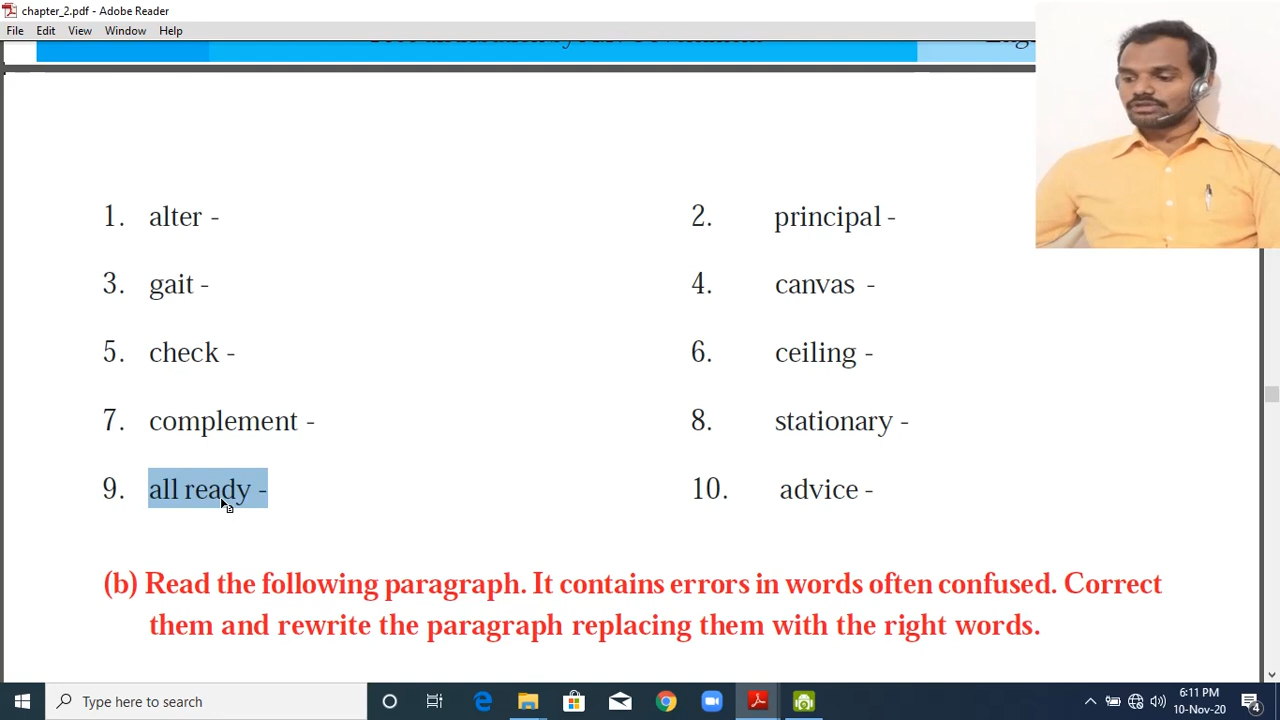 chapter_2.pdf - Adobe Reader
File Edit View Window Help
1. alter - 2. principal -
3. gait - 4. canvas -
5. check - 6. ceiling -
7. complement - 8. stationary -
9. all ready - 10. advice -
(b) Read the following paragraph. It contains errors in words often confused. Correct
them and rewrite the paragraph replacing them with the right words.
Type here to search
6:11 PM
10-Nov-20
4